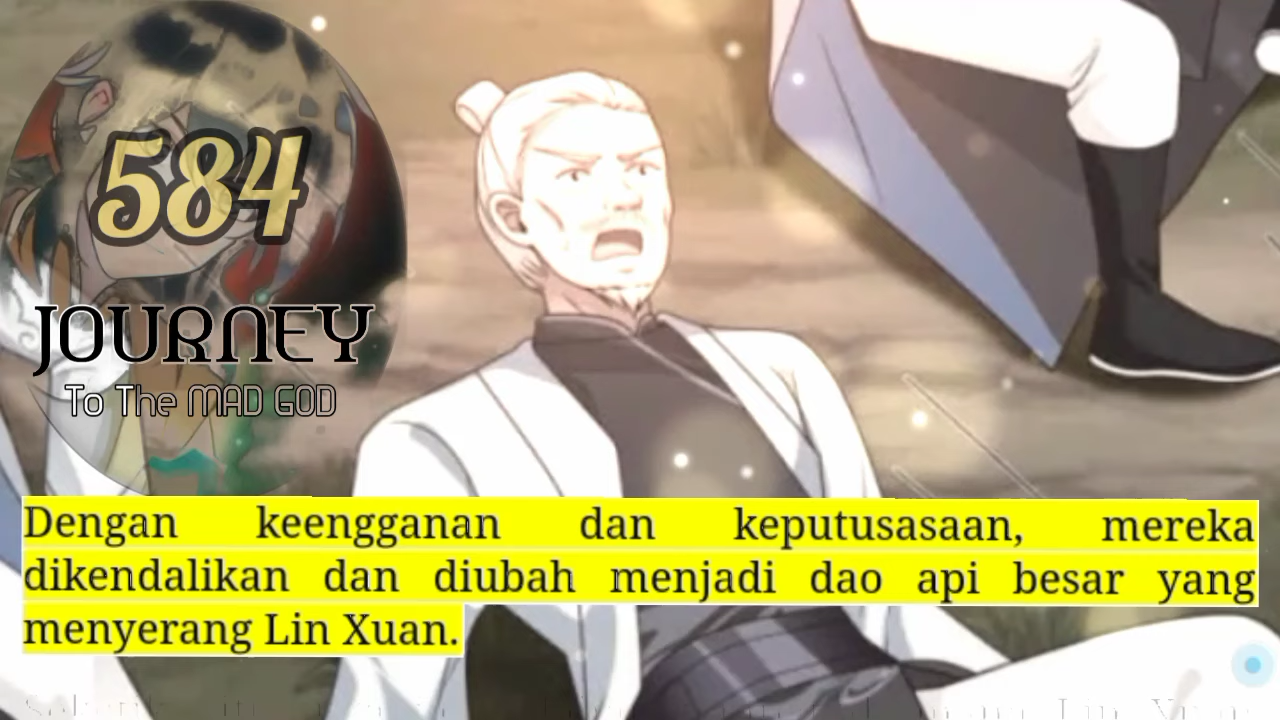 584
JOURNEY
To The MAD GOD
Dengan keengganan dan keputusasaan, mereka
dikendalikan dan diubah menjadi dao api besar yang
menyerang Lin Xuan.